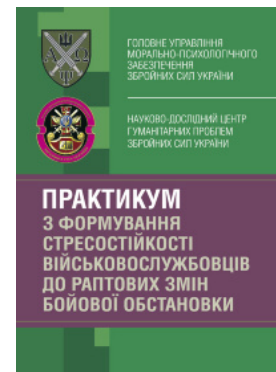 ГОЛОВНЕ УПРАВЛІННЯ
МОРАЛЬНО-ПСИХОЛОГІЧНОГО
ЗАБЕЗПЕЧЕННЯ
ЗБРОЙНИХ СИЛ УКРАЇНИ
НАУКОВО-ДОСЛІДНИЙ ЦЕНТР
ГУМАНІТАРНИХ ПРОБЛЕМ
ЗБРОЙНИХ СИЛ УКРАЇНИ
ПРАКТИКУМ
З ФОРМУВАННЯ
СТРЕСОСТІЙКОСТІ
ВІЙСЬКОВОСЛУЖБОВЦІВ
ДО РАПТОВИХ ЗМІН
БОЙОВОЇ ОБСТАНОВКИ